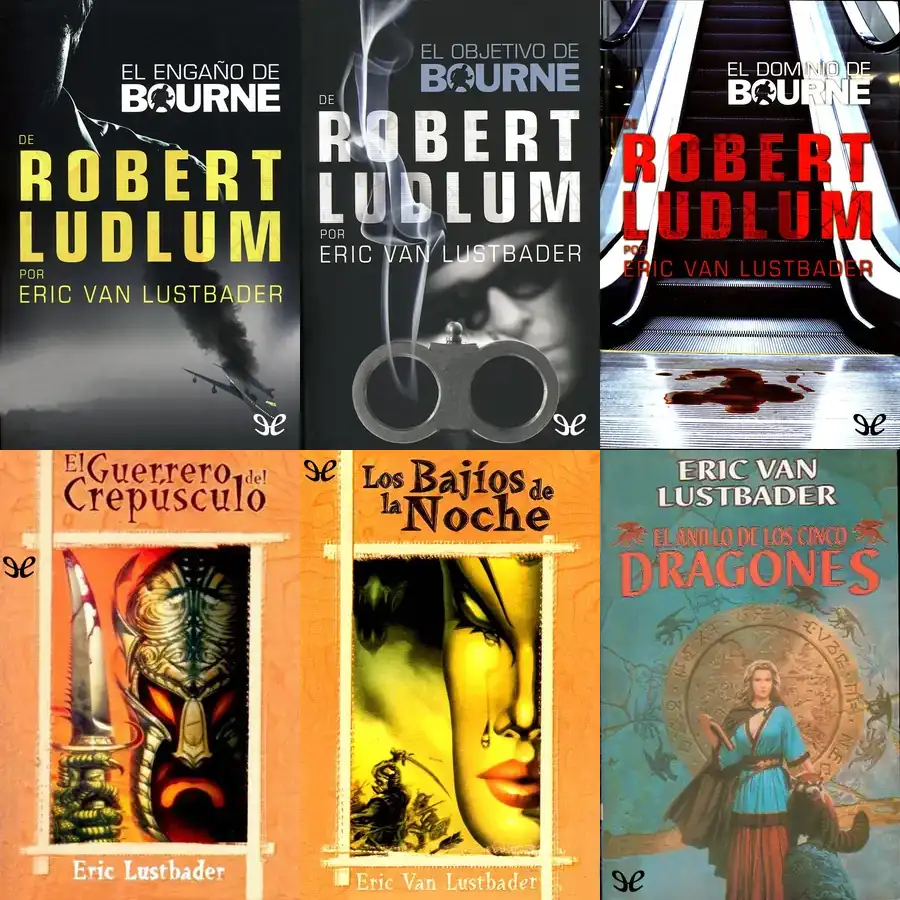 EL ENGAÑO DE
BOURNE
DE
ROBERT
LUDLUM
POR
ERIC VAN LUSTBADER
EL OBJETIVO DE
BOURNE
DE
ROBERT
LUDLUM
POR
ERIC VAN LUSTBADER
EL DOMINIO DE
BOURNE
DE
ROBERT
LUDLUM
POR
ERIC VAN LUSTBADER
El Guerrero del
Crepúsculo
Eric Lustbader
Los Bajíos de
la Noche
Eric Van Lustbader
ERIC VAN
LUSTBADER
EL ANILLO DE LOS CINCO
DRAGONES